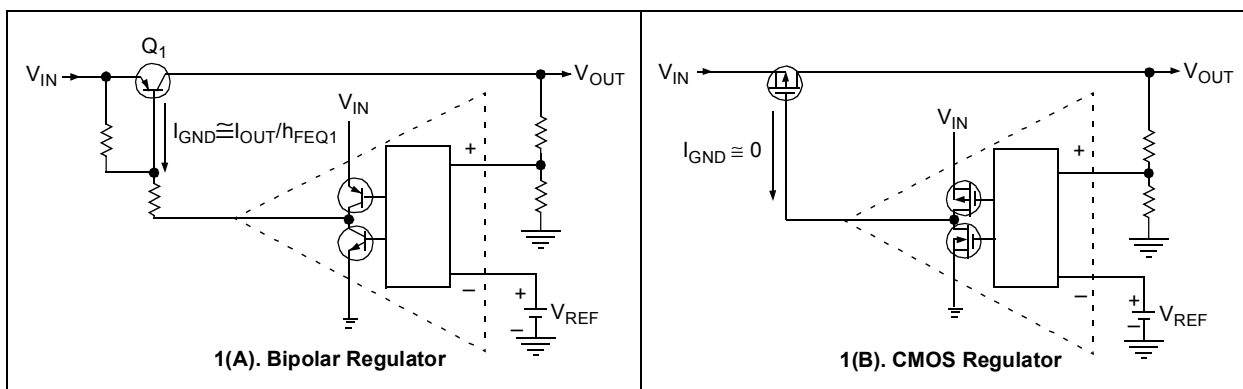 Q1
VIN
VOUT
VIN
IGND≅IOUT/hFEQ1
+
–
+
–
VREF
1(A). Bipolar Regulator
VIN
VOUT
VIN
IGND ≅ 0
+
–
+
–
VREF
1(B). CMOS Regulator